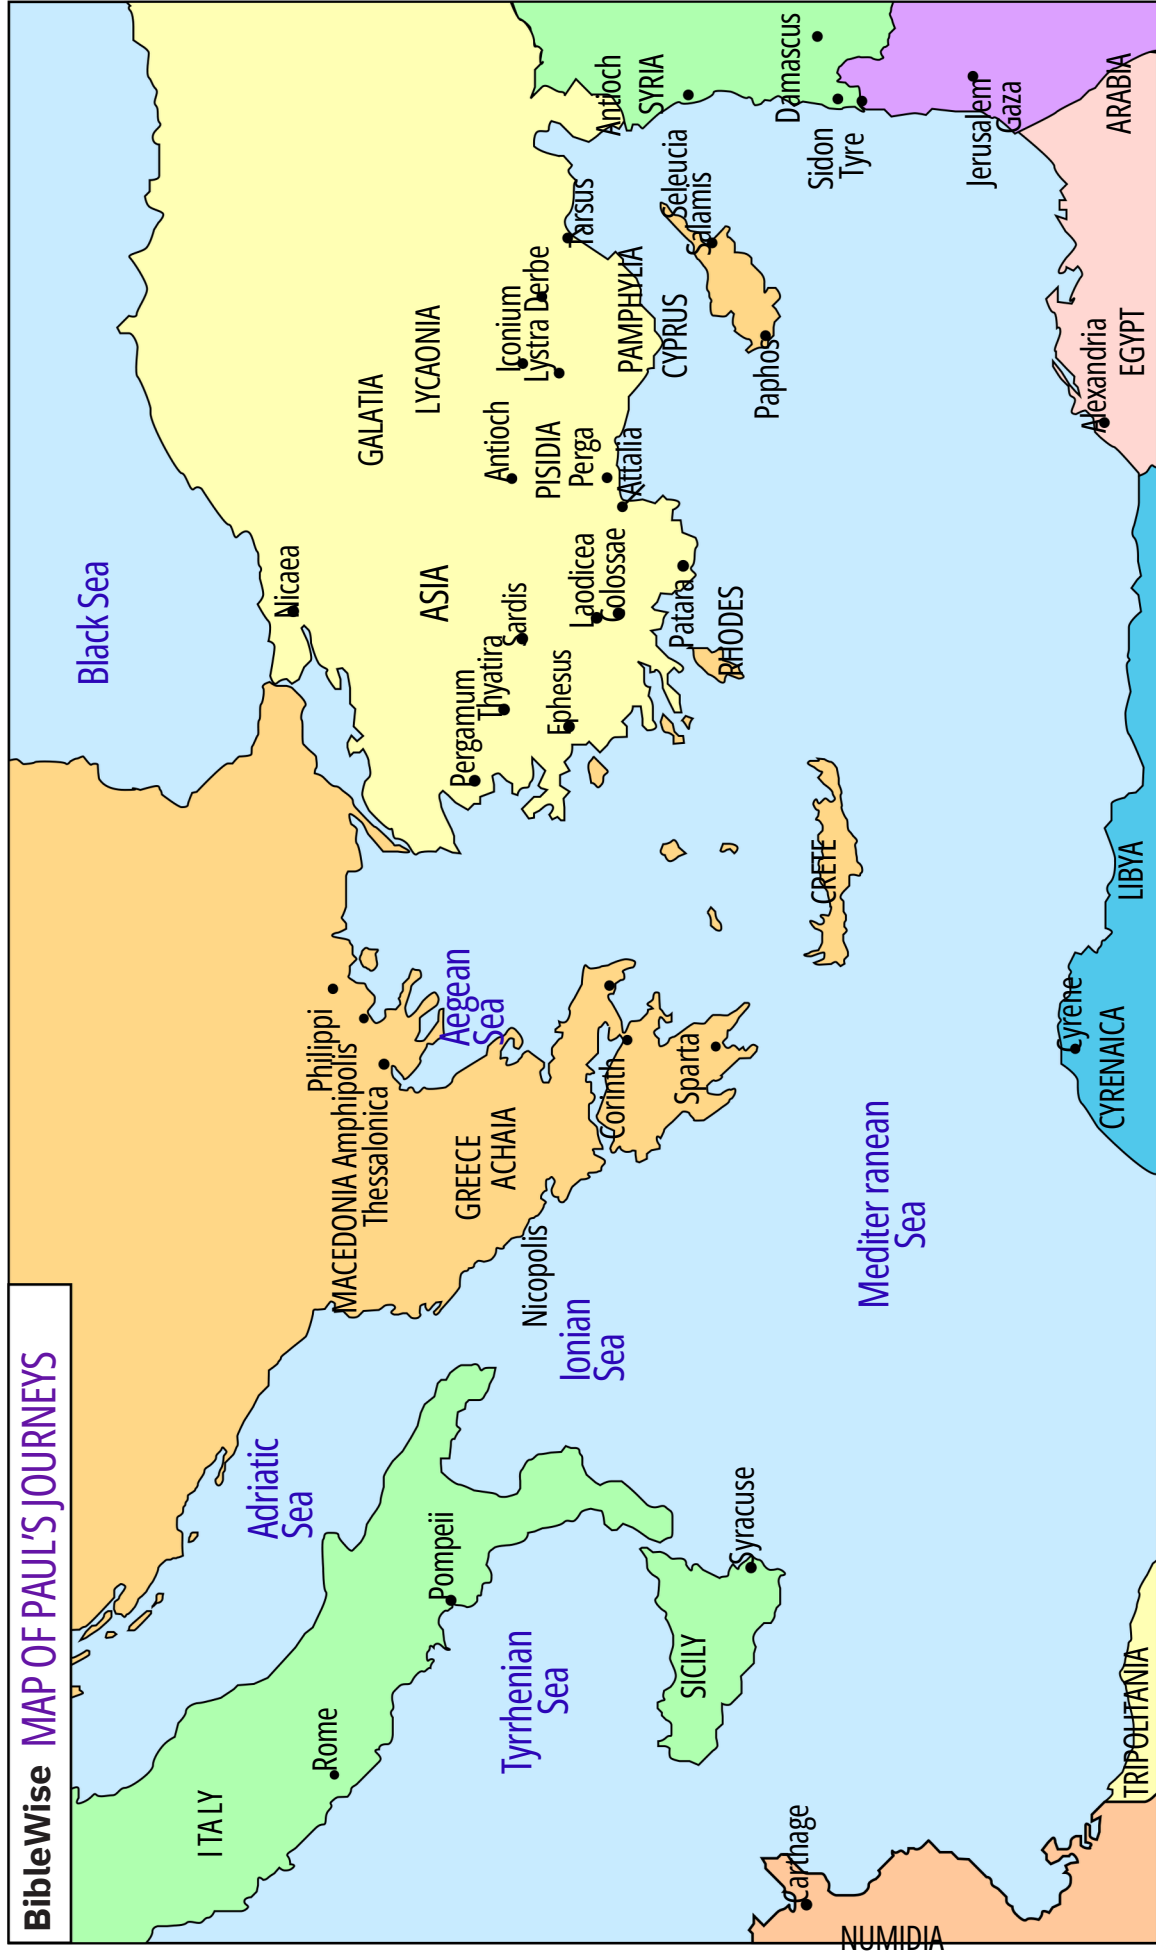 BibleWise MAP OF PAUL'S JOURNEYS
Black Sea
Adriatic
Sea
ITALY
Rome
Pompeii
Tyrrhenian
Sea
SICILY
Syracuse
Carthage
NUMIDIA
TRIPOLITANIA
Ionian
Sea
Nicopolis
Philippi
MACEDONIA Amphipolis
Thessalonica
GREECE
ACHAIA
Aegean
Sea
Corinth
Sparta
Mediter ranean
Sea
CRETE
Cyrene
CYRENAICA
LIBYA
Nicaea
ASIA
Pergamum
Thyatira
Sardis
Ephesus
Laodicea
Colossae
Patara
RHODES
GALATIA
LYCAONIA
Antioch
PISIDIA
Perga
Attalia
Iconium
Lystra Derbe
Tarsus
PAMPHYLIA
CYPRUS
Paphos
Seleucia
Salamis
Antioch
SYRIA
Damascus
Sidon
Tyre
Jerusalem
Gaza
ARABIA
Alexandria
EGYPT